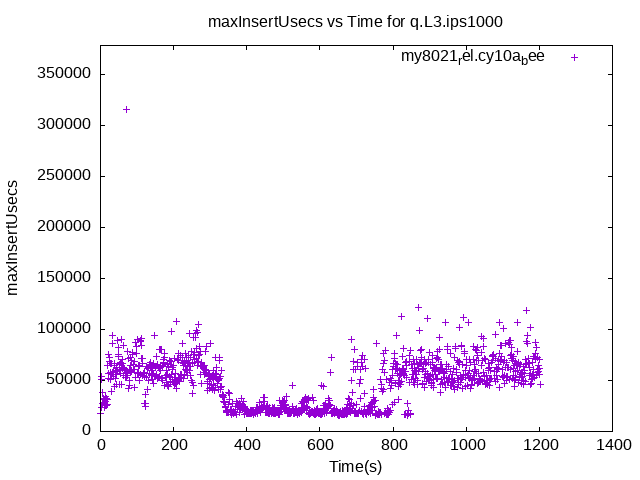 maxInsertUsecs vs Time for q.L3.ips1000
my8021rel.cy10abee
350000
300000
250000
200000
150000
100000
50000
0
maxInsertUsecs
0 200 400 600 800 1000 1200 1400
Time(s)